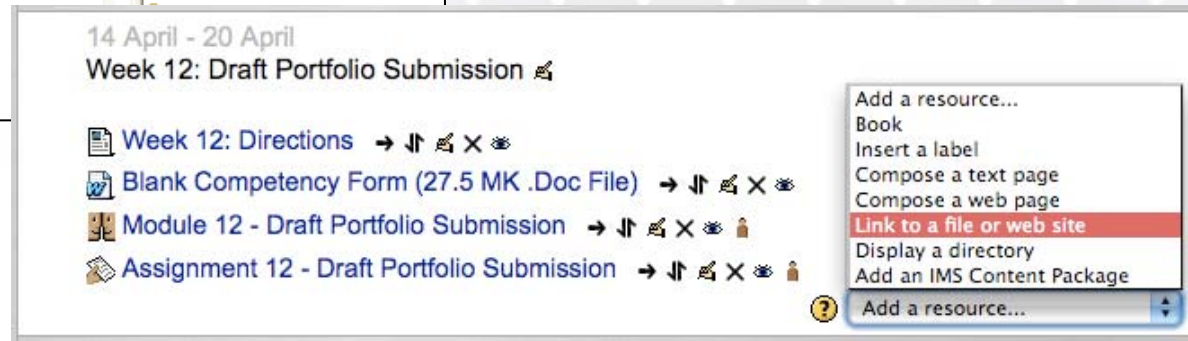 14 April - 20 April
Week 12: Draft Portfolio Submission
Week 12: Directions
Blank Competency Form (27.5 MK .Doc File)
Module 12 - Draft Portfolio Submission
Assignment 12 - Draft Portfolio Submission
Add a resource...
Book
Insert a label
Compose a text page
Compose a web page
Link to a file or web site
Display a directory
Add an IMS Content Package
? Add a resource...